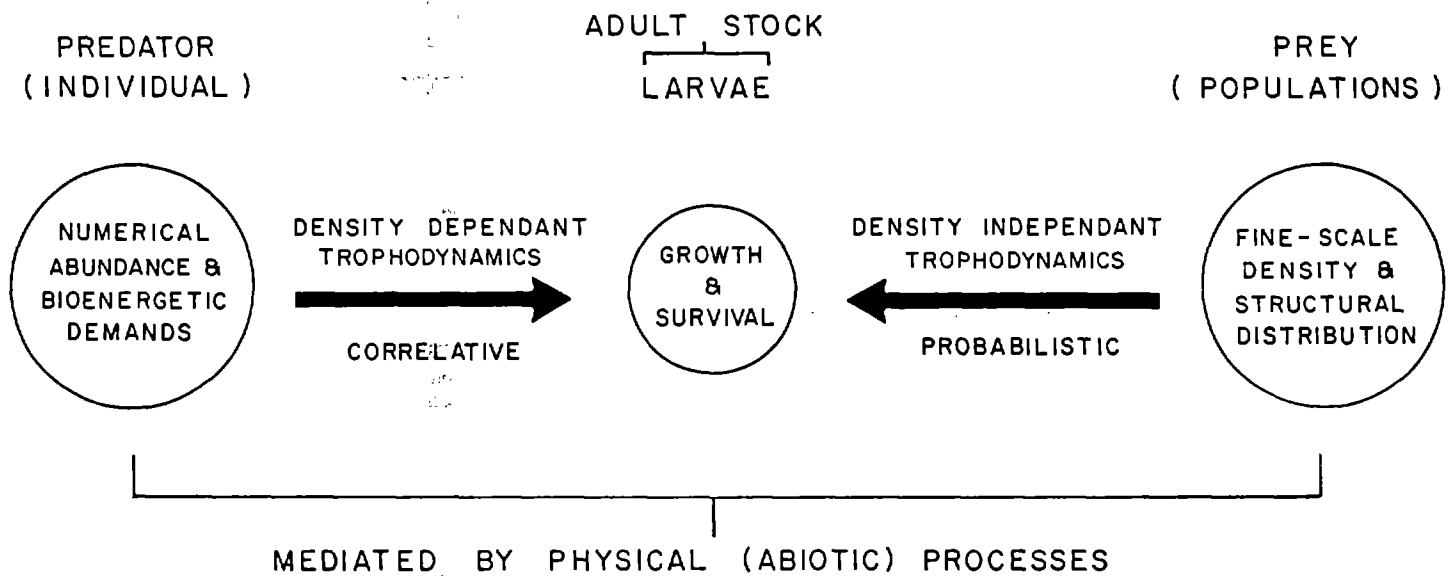 PREDATOR
(INDIVIDUAL)
ADULT STOCK
LARVAE
PREY
(POPULATIONS)
NUMERICAL
ABUNDANCE &
BIOENERGETIC
DEMANDS
DENSITY DEPENDANT
TROPHODYNAMICS
CORRELATIVE
GROWTH
&
SURVIVAL
DENSITY INDEPENDANT
TROPHODYNAMICS
PROBABILISTIC
FINE-SCALE
DENSITY &
STRUCTURAL
DISTRIBUTION
MEDIATED BY PHYSICAL (ABIOTIC) PROCESSES